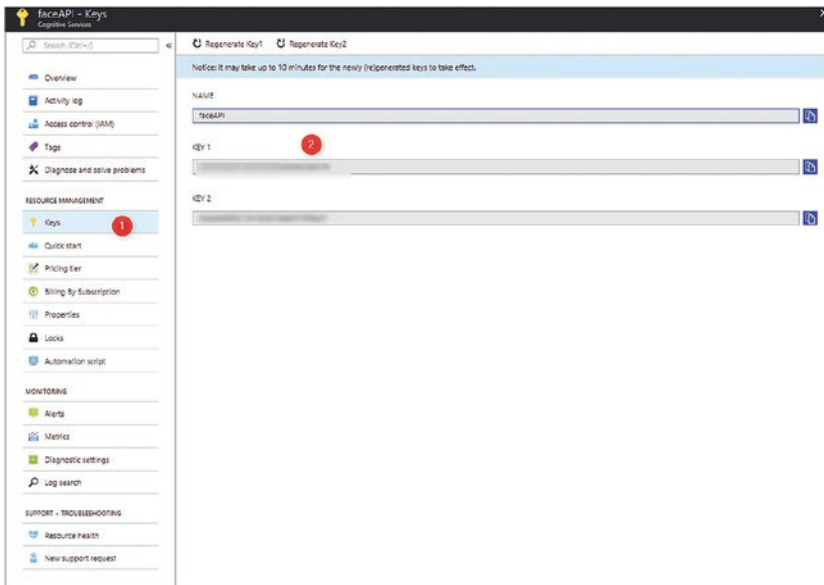 faceAPI - Keys
Cognitive Services
Search (Ctrl+/)
Overview
Activity log
Access control (IAM)
Tags
Diagnose and solve problems
RESOURCE MANAGEMENT
Keys
1
Quick start
Pricing tier
Billing By Subscription
Properties
Locks
Automation script
MONITORING
Alerts
Metrics
Diagnostic settings
Log search
SUPPORT + TROUBLESHOOTING
Resource health
New support request
Regenerate Key1 Regenerate Key2
Notice: It may take up to 10 minutes for the newly (re)generated keys to take effect.
NAME
faceAPI
KEY 1
2
KEY 2